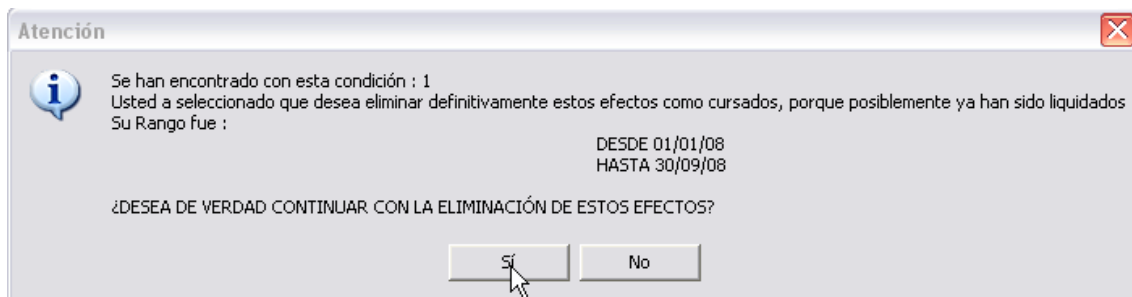 Atención
Se han encontrado con esta condición : 1
Usted a seleccionado que desea eliminar definitivamente estos efectos como cursados, porque posiblemente ya han sido liquidados
Su Rango fue :
DESDE 01/01/08
HASTA 30/09/08
¿DESEA DE VERDAD CONTINUAR CON LA ELIMINACIÓN DE ESTOS EFECTOS?
Sí No